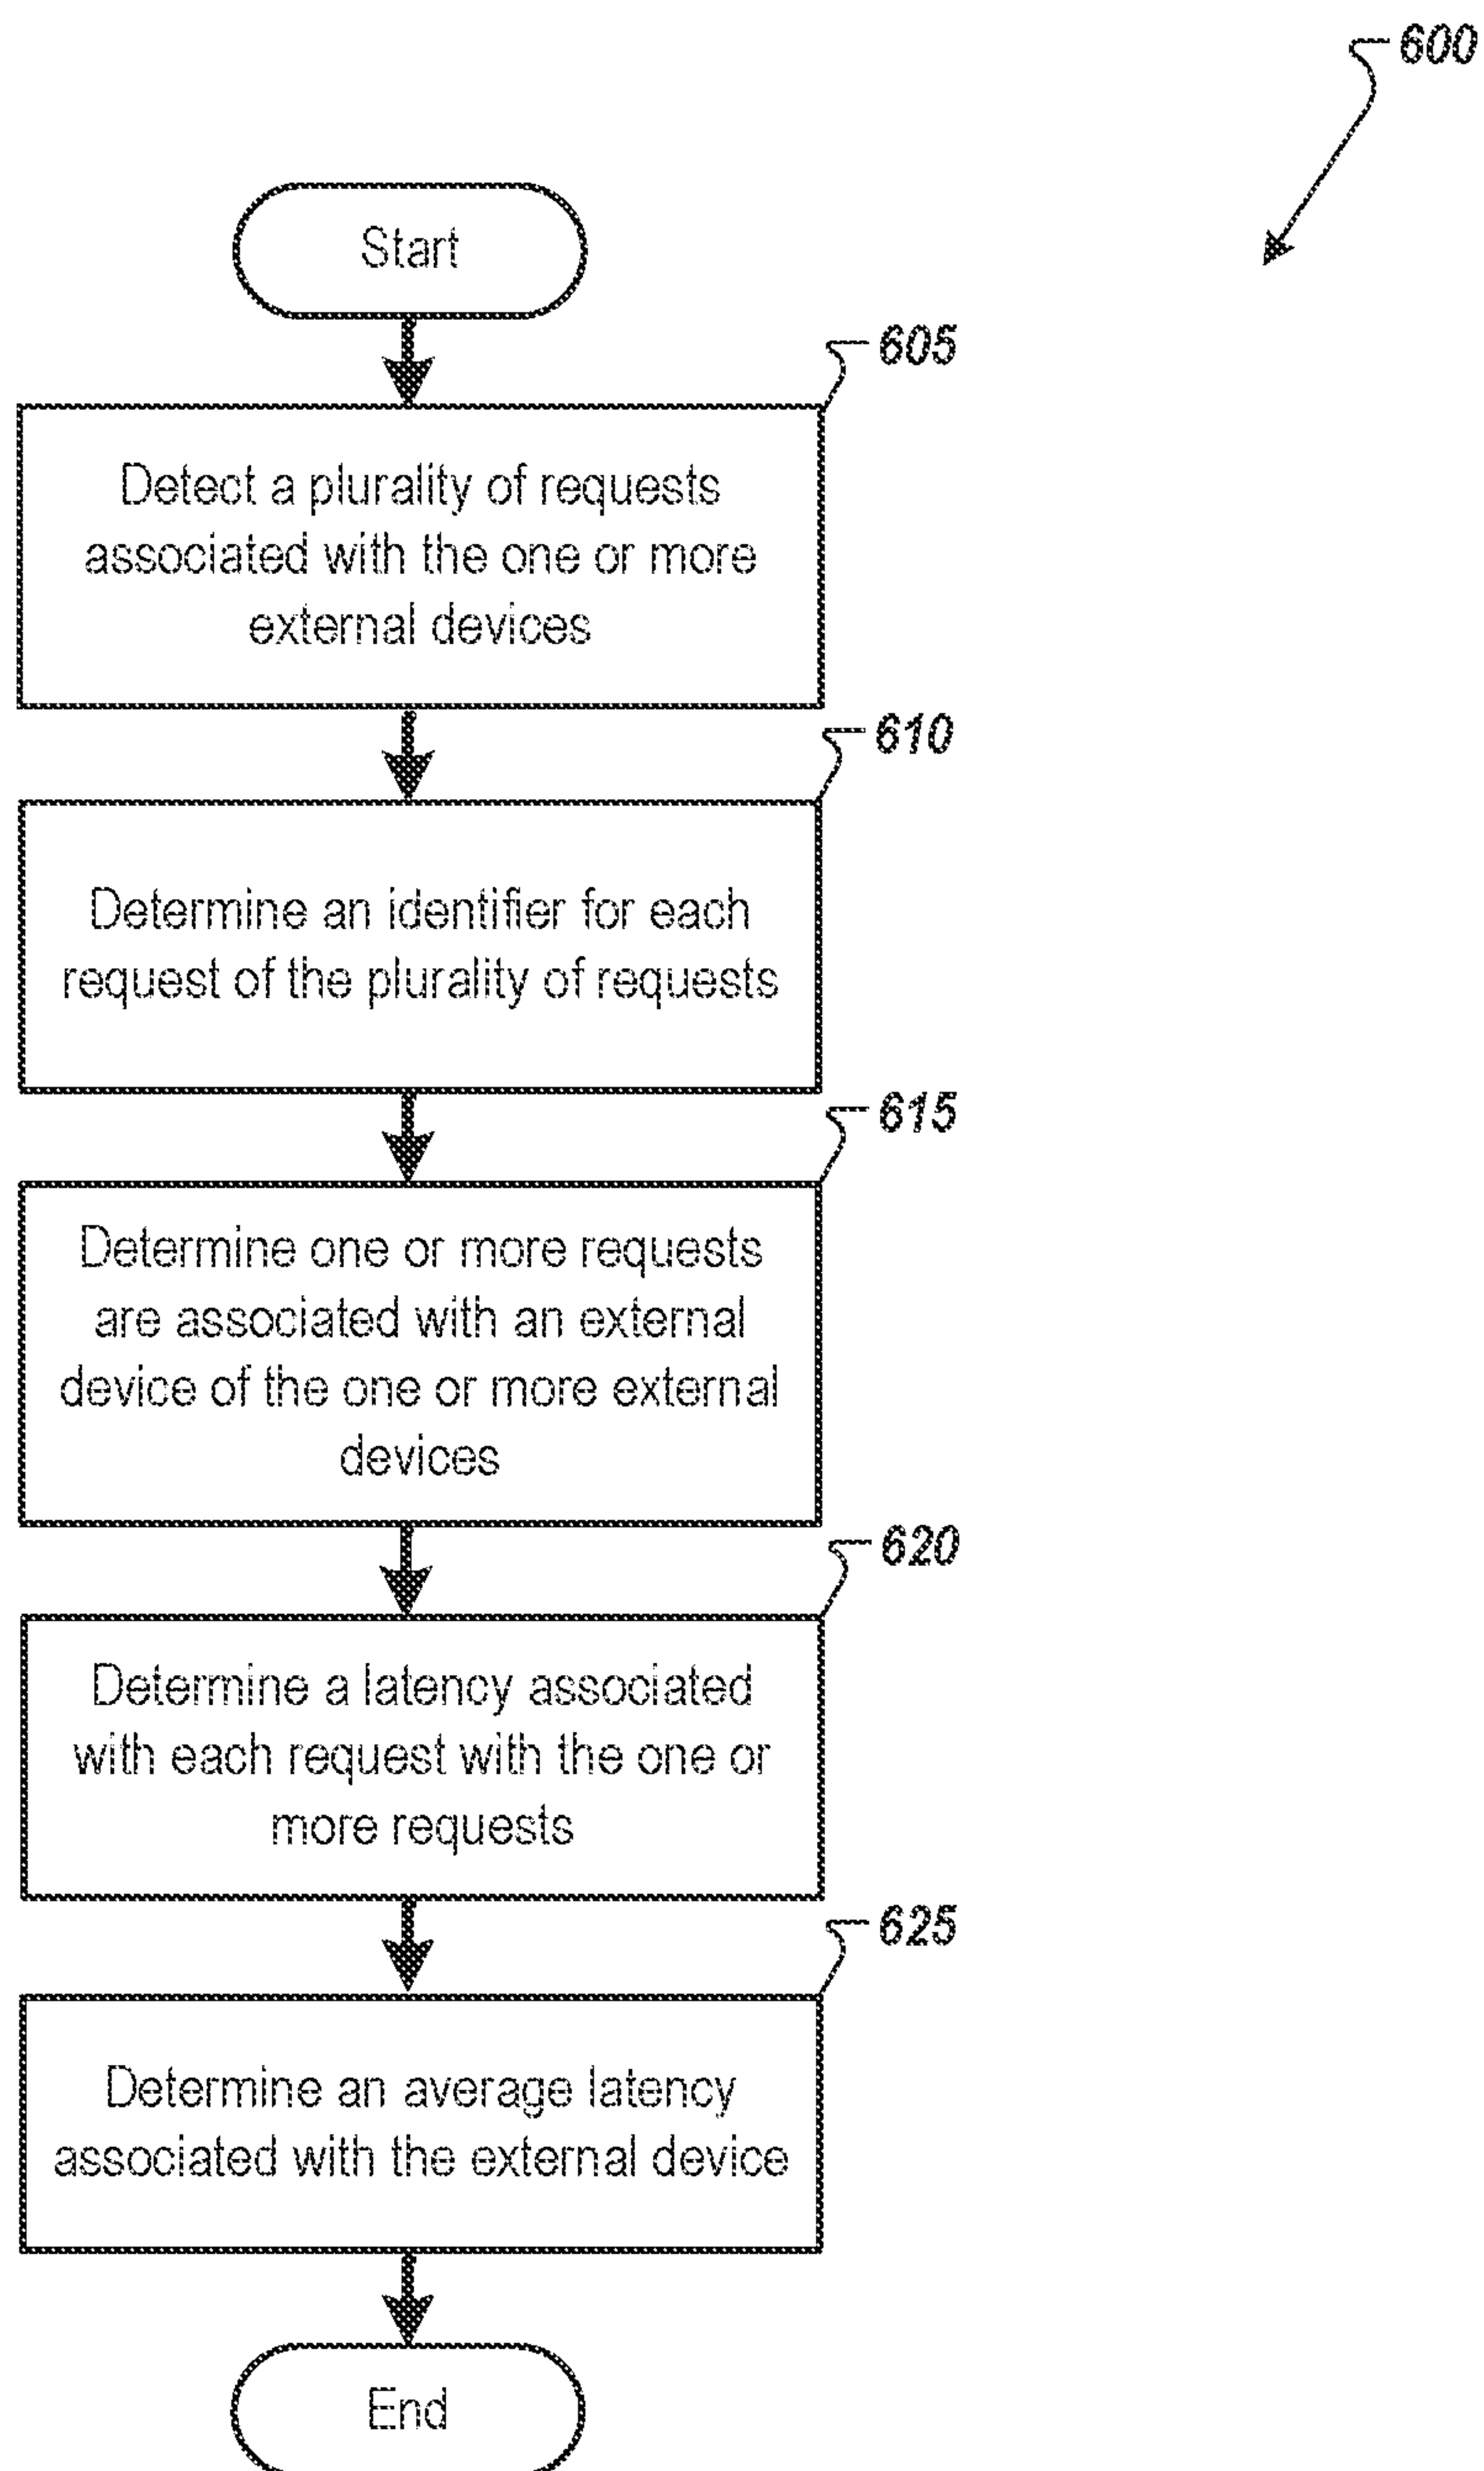 600
Start
605
Detect a plurality of requests
associated with the one or more
external devices
610
Determine an identifier for each
request of the plurality of requests
615
Determine one or more requests
are associated with an external
device of the one or more external
devices
620
Determine a latency associated
with each request with the one or
more requests
625
Determine an average latency
associated with the external device
End